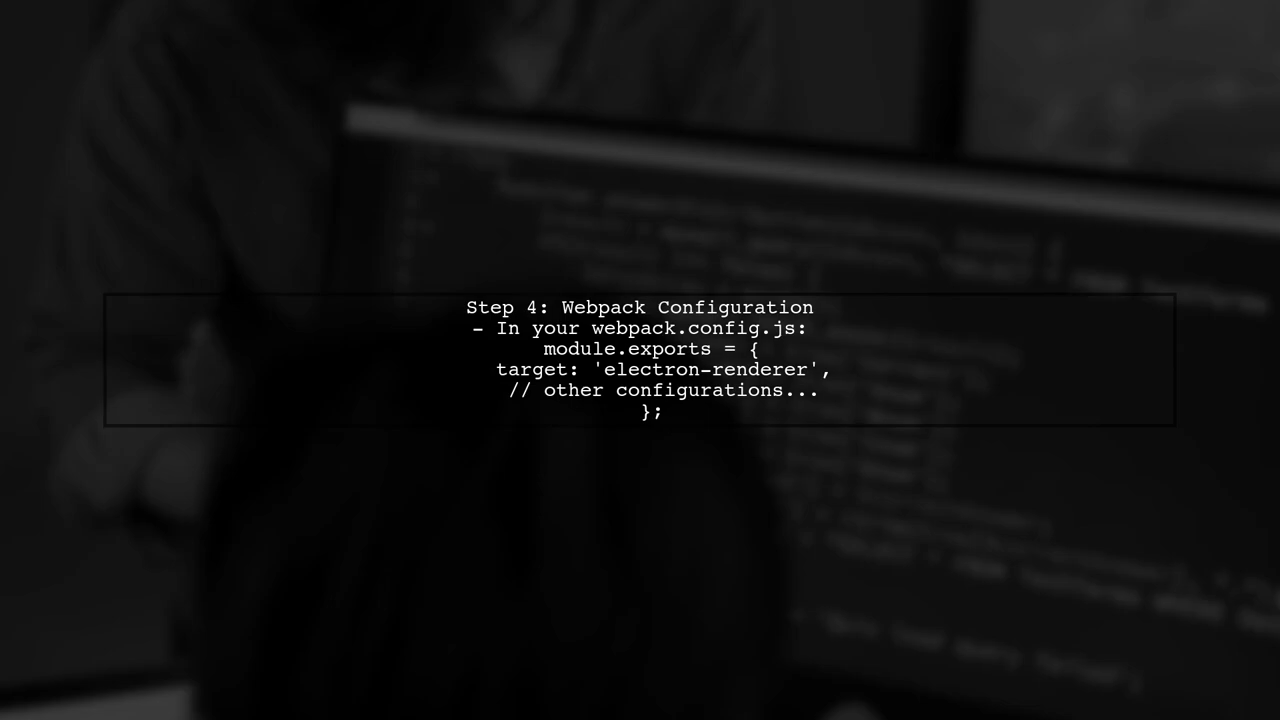 Step 4: Webpack Configuration
- In your webpack.config.js:
module.exports = {
target: 'electron-renderer',
// other configurations...
};